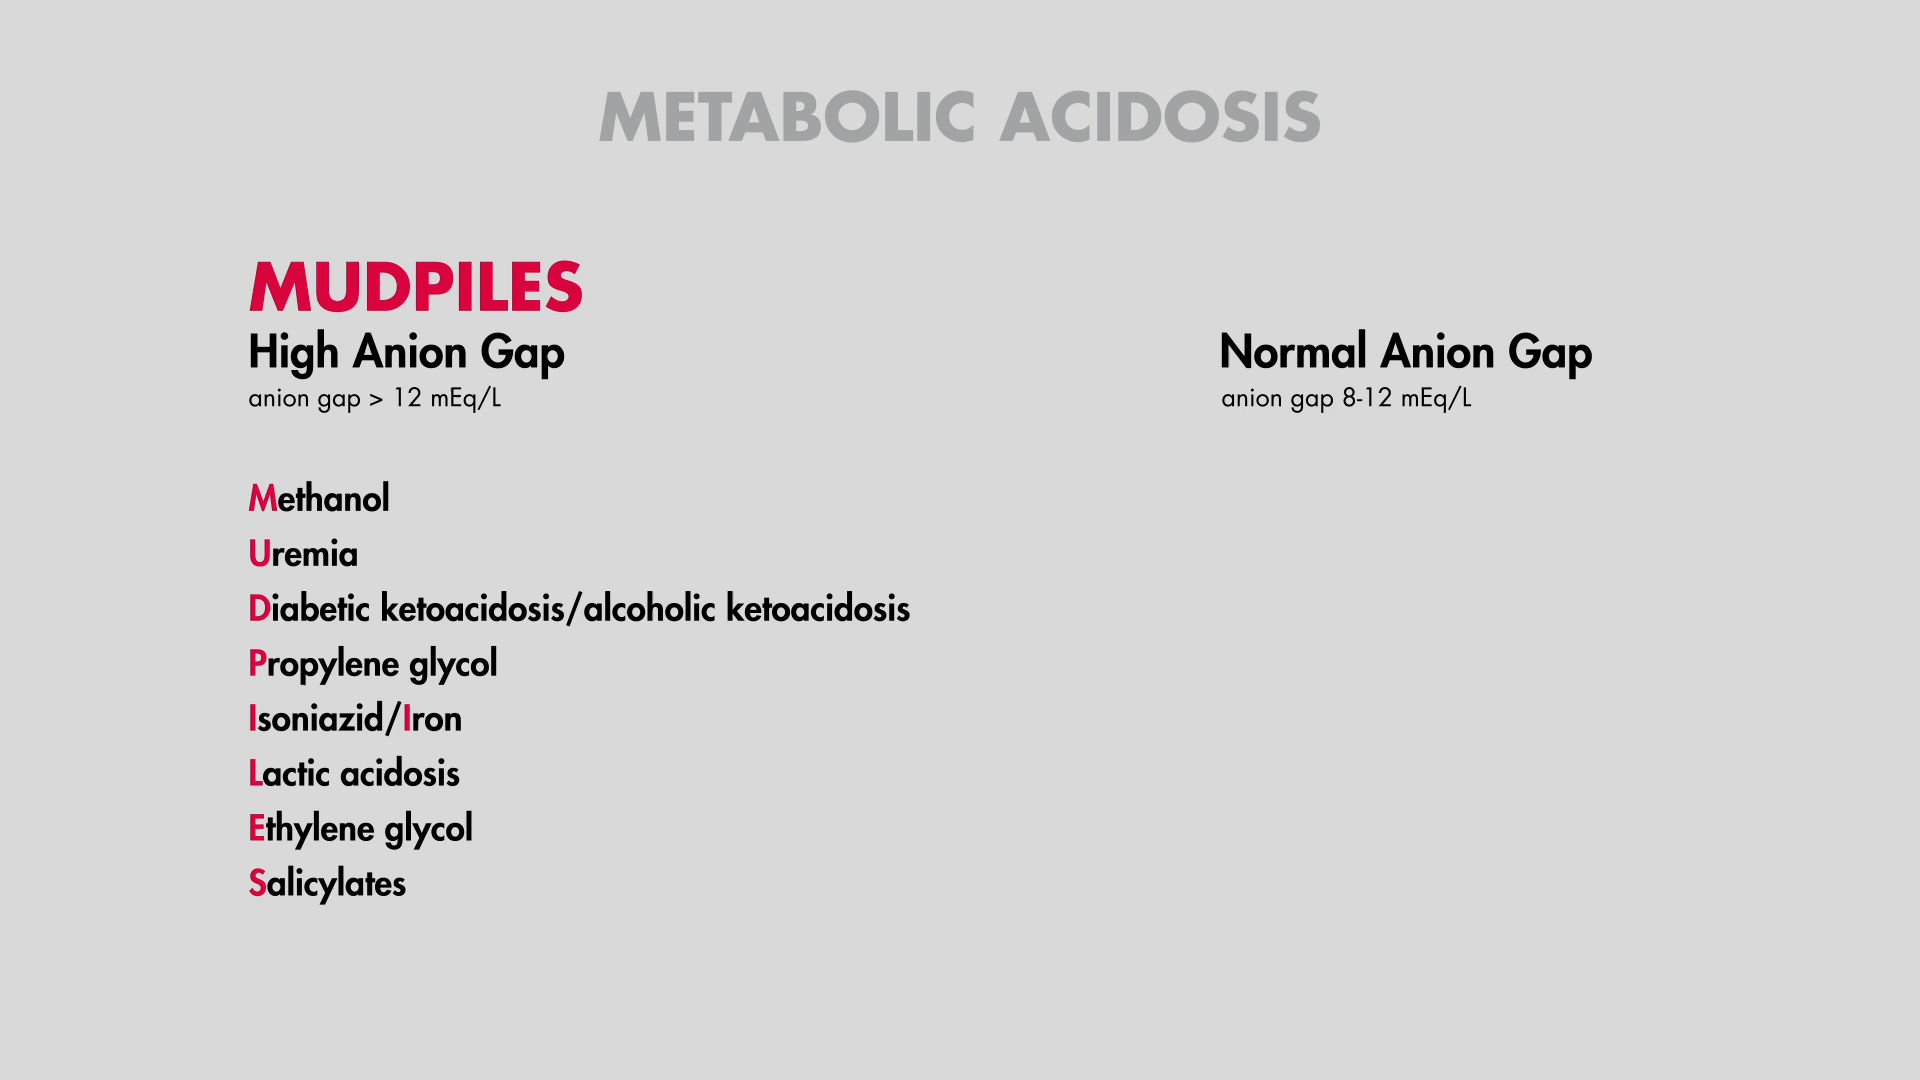 METABOLIC ACIDOSIS
MUDPILES
High Anion Gap
anion gap > 12 mEq/L
Methanol
Uremia
Diabetic ketoacidosis/alcoholic ketoacidosis
Propylene glycol
Isoniazid/Iron
Lactic acidosis
Ethylene glycol
Salicylates
Normal Anion Gap
anion gap 8-12 mEq/L